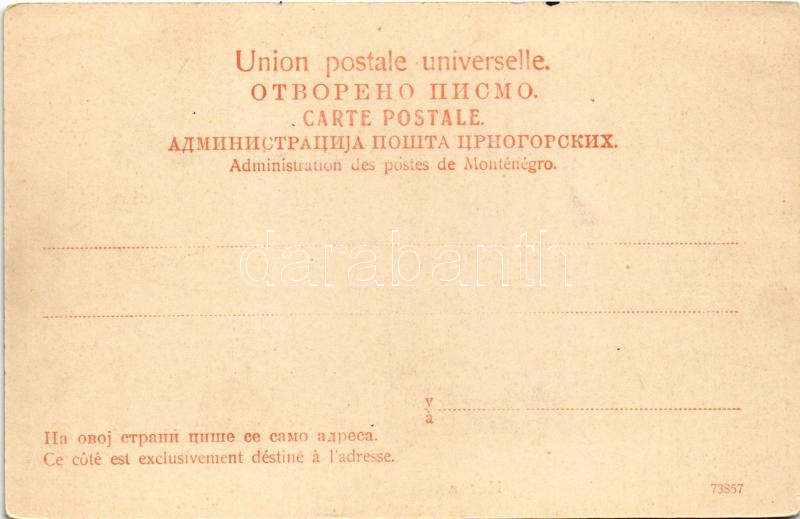 Union postale universelle.
ОТВОРЕНО ПИСМО.
CARTE POSTALE.
АДМИНИСТРАЦИЈА ПОШТА ЦРНОГОРСКИХ.
Administration des postes de Monténégro.
darabanth
у
à
На овој страни пише се само адреса.
Ce côté est exclusivement déstiné à l'adresse.
73857